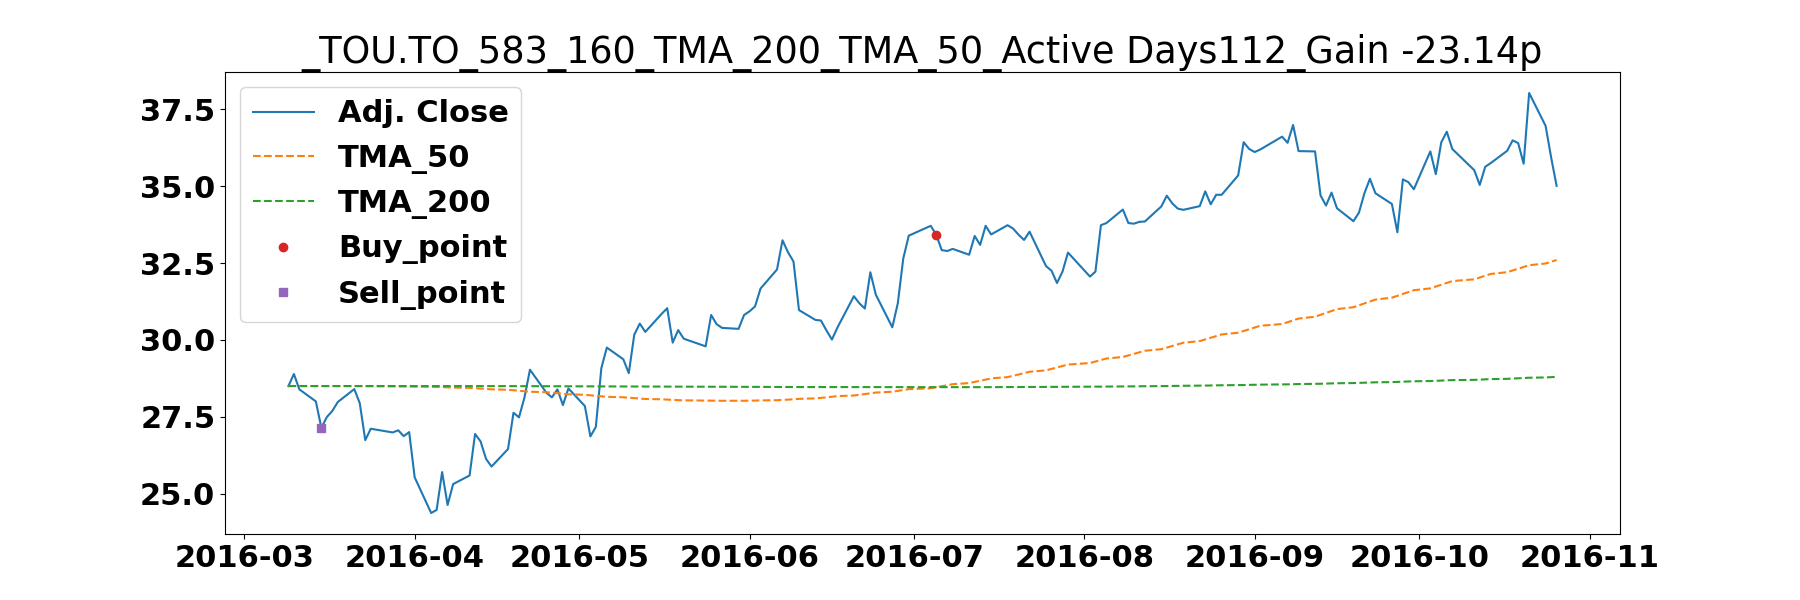 _TOU.TO_583_160_TMA_200_TMA_50_Active Days112_Gain -23.14p
37.5
35.0
32.5
30.0
27.5
25.0
Adj. Close
TMA_50
TMA_200
Buy_point
Sell_point
2016-03 2016-04 2016-05 2016-06 2016-07 2016-08 2016-09 2016-10 2016-11